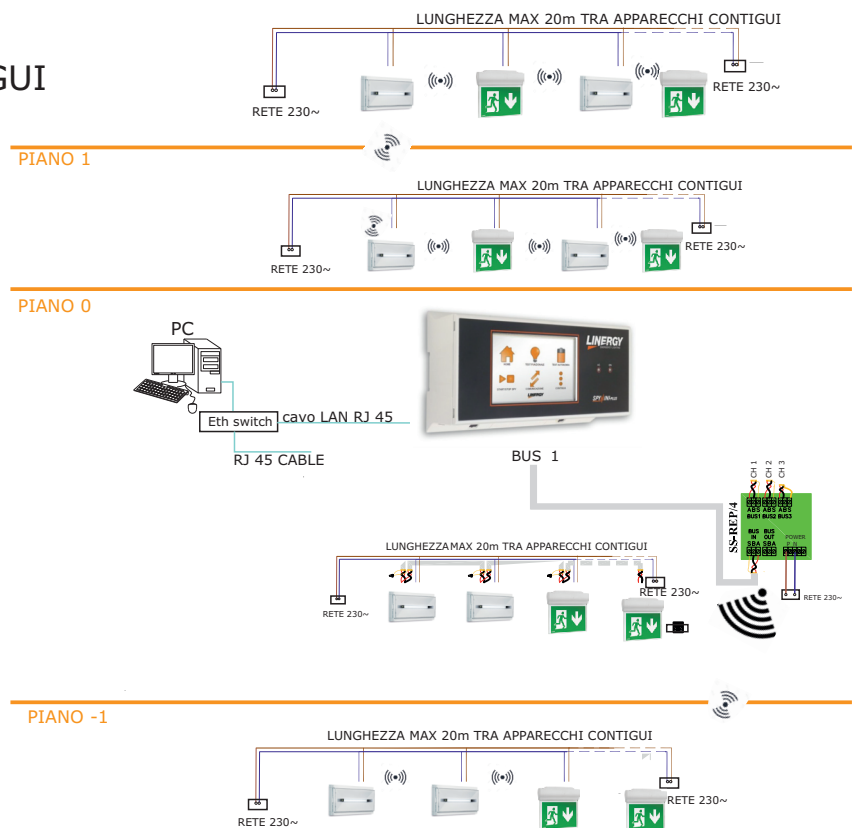 LUNGHEZZA MAX 20m TRA APPARECCHI CONTIGUI
GUI
RETE 230~
RETE 230~
PIANO 1
LUNGHEZZA MAX 20m TRA APPARECCHI CONTIGUI
RETE 230~
RETE 230~
PIANO 0
PC
LINERGY
Eth switch
cavo LAN RJ 45
RJ 45 CABLE
BUS 1
CH 1
CH 2
CH 3
SS-REP/4
ABS ABS ABS
BUS1 BUS2 BUS3
BUS IN
BUS OUT
POWER
SBA SBA
P N
RETE 230~
LUNGHEZZAMAX 20m TRA APPARECCHI CONTIGUI
RETE 230~
RETE 230~
PIANO -1
LUNGHEZZA MAX 20m TRA APPARECCHI CONTIGUI
RETE 230~
RETE 230~